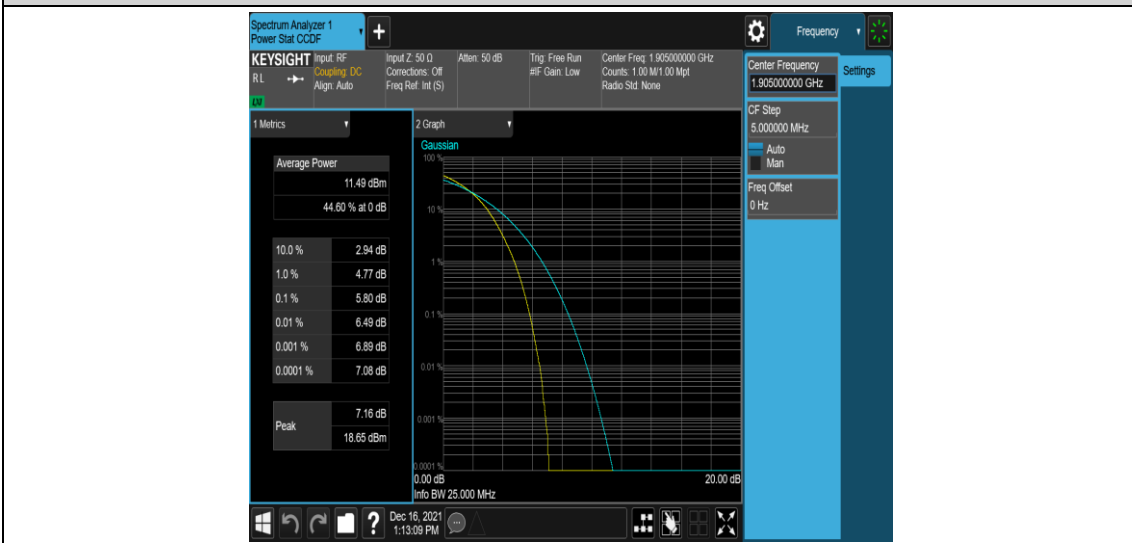 Spectrum Analyzer 1
Power Stat CCDF
+
Frequency
KEYSIGHT
RL
LXI
Input: RF
Coupling: DC
Align: Auto
Input Z: 50 Ω
Corrections: Off
Freq Ref: Int (S)
Atten: 50 dB
Trig: Free Run
#IF Gain: Low
Center Freq: 1.905000000 GHz
Counts: 1.00 M/1.00 Mpt
Radio Std: None
Center Frequency
1.905000000 GHz
Settings
CF Step
5.000000 MHz
Auto
Man
Freq Offset
0 Hz
1 Metrics
Average Power
11.49 dBm
44.60 % at 0 dB
10.0 % 2.94 dB
1.0 % 4.77 dB
0.1 % 5.80 dB
0.01 % 6.49 dB
0.001 % 6.89 dB
0.0001 % 7.08 dB
Peak
7.16 dB
18.65 dBm
2 Graph
Gaussian
100 %
10 %
1 %
0.1 %
0.01 %
0.001 %
0.0001 %
0.00 dB 20.00 dB
Info BW 25.000 MHz
?
Dec 16, 2021
1:13:09 PM